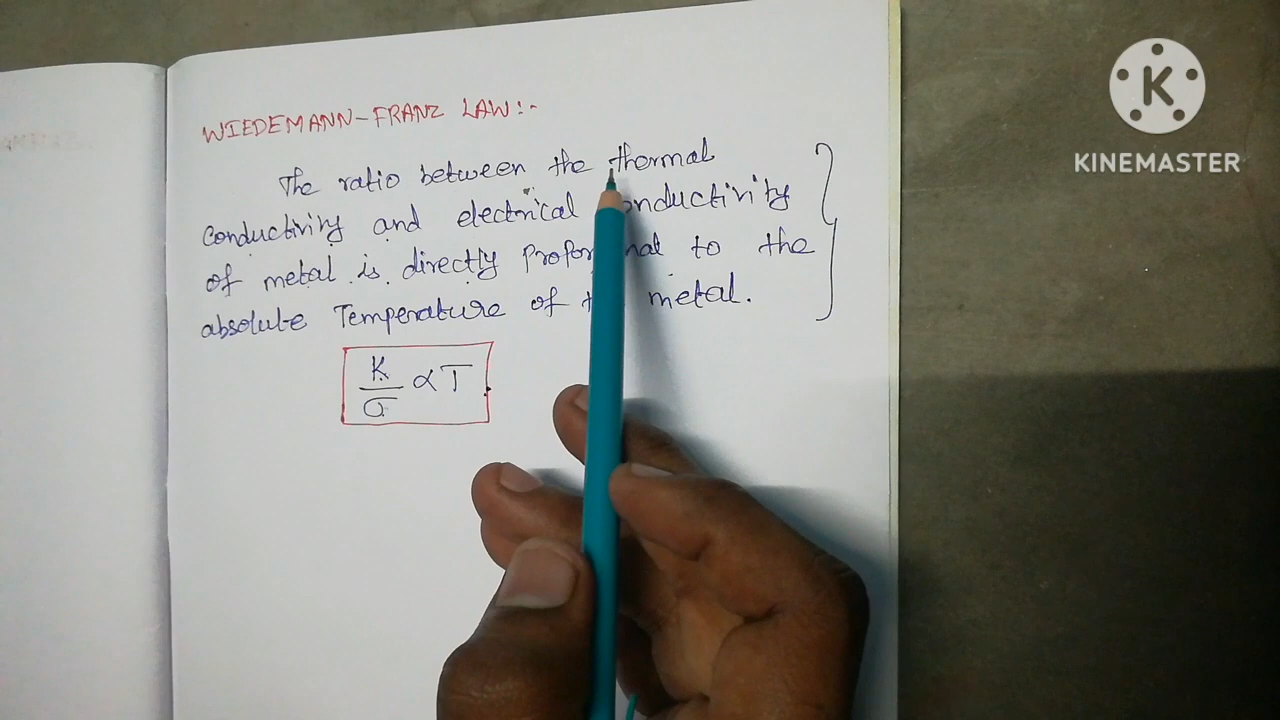 WIEDEMANN-FRANZ LAW:-
The ratio between the thermal
conductivity and electrical conductivity
of metal is directly to the
absolute Temperature of metal.
K
σ
∝ T
K
KINEMASTER